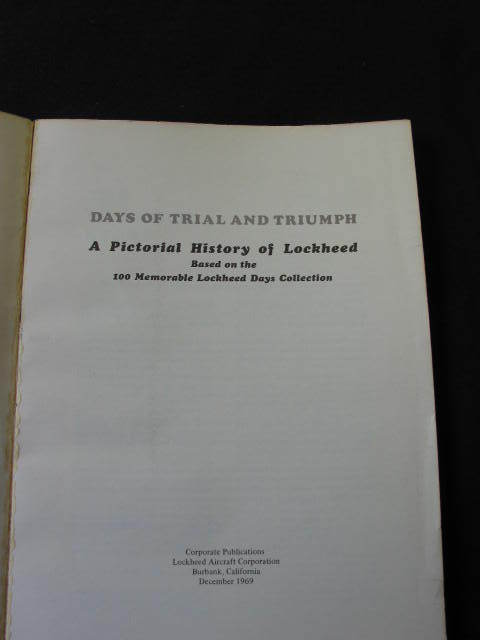 DAYS OF TRIAL AND TRIUMPH
A Pictorial History of Lockheed
Based on the
100 Memorable Lockheed Days Collection
Corporate Publications
Lockheed Aircraft Corporation
Burbank, California
December 1969